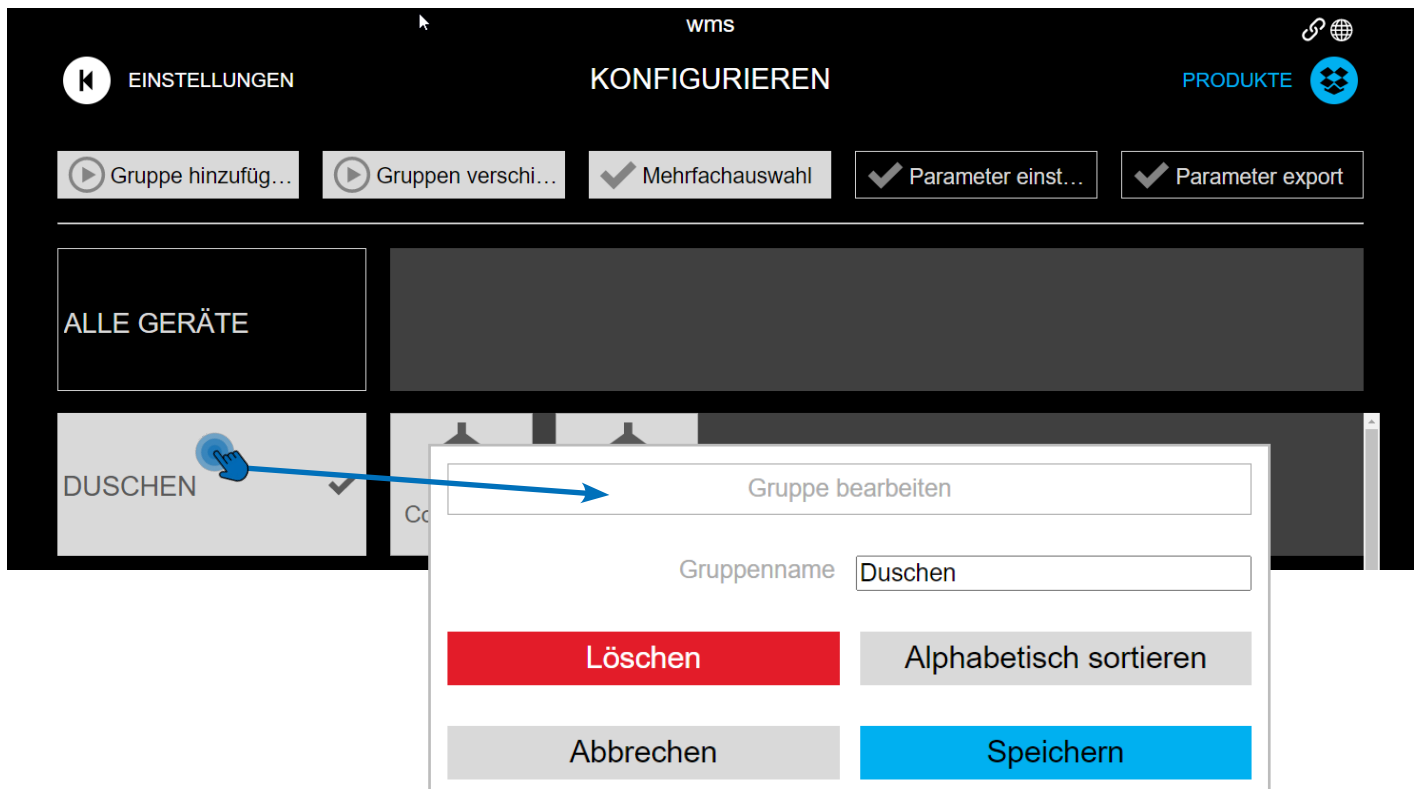 wms
EINSTELLUNGEN
KONFIGURIEREN
PRODUKTE
Gruppe hinzufüg...
Gruppen verschi...
Mehrfachauswahl
Parameter einst...
Parameter export
ALLE GERÄTE
DUSCHEN
Co
Gruppe bearbeiten
Gruppenname
Duschen
Löschen
Alphabetisch sortieren
Abbrechen
Speichern